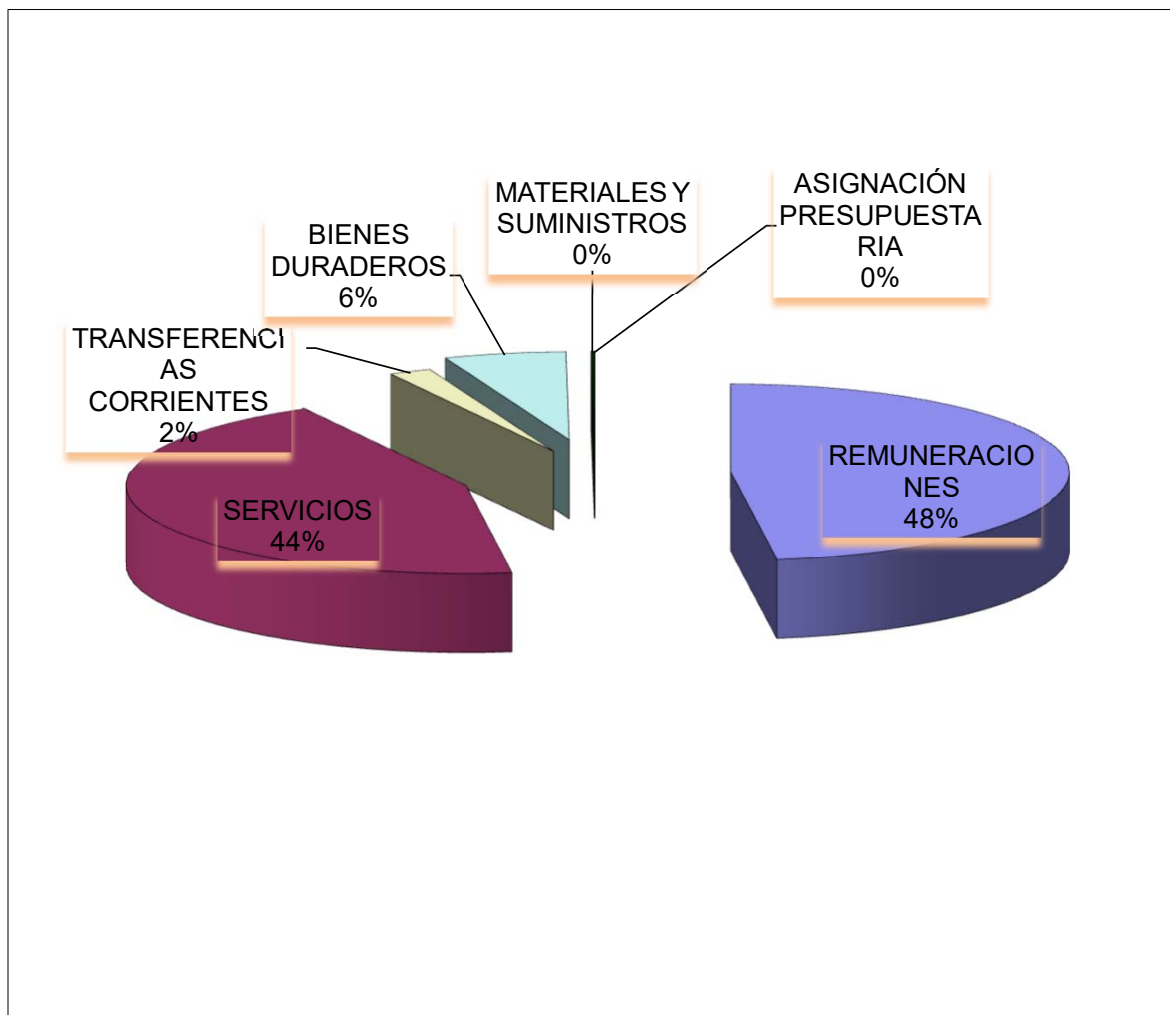 MATERIALES Y
SUMINISTROS
0%
ASIGNACIÓN
PRESUPUESTA
RIA
0%
BIENES
DURADEROS
6%
TRANSFERENCI
AS
CORRIENTES
2%
REMUNERACIO
NES
48%
SERVICIOS
44%